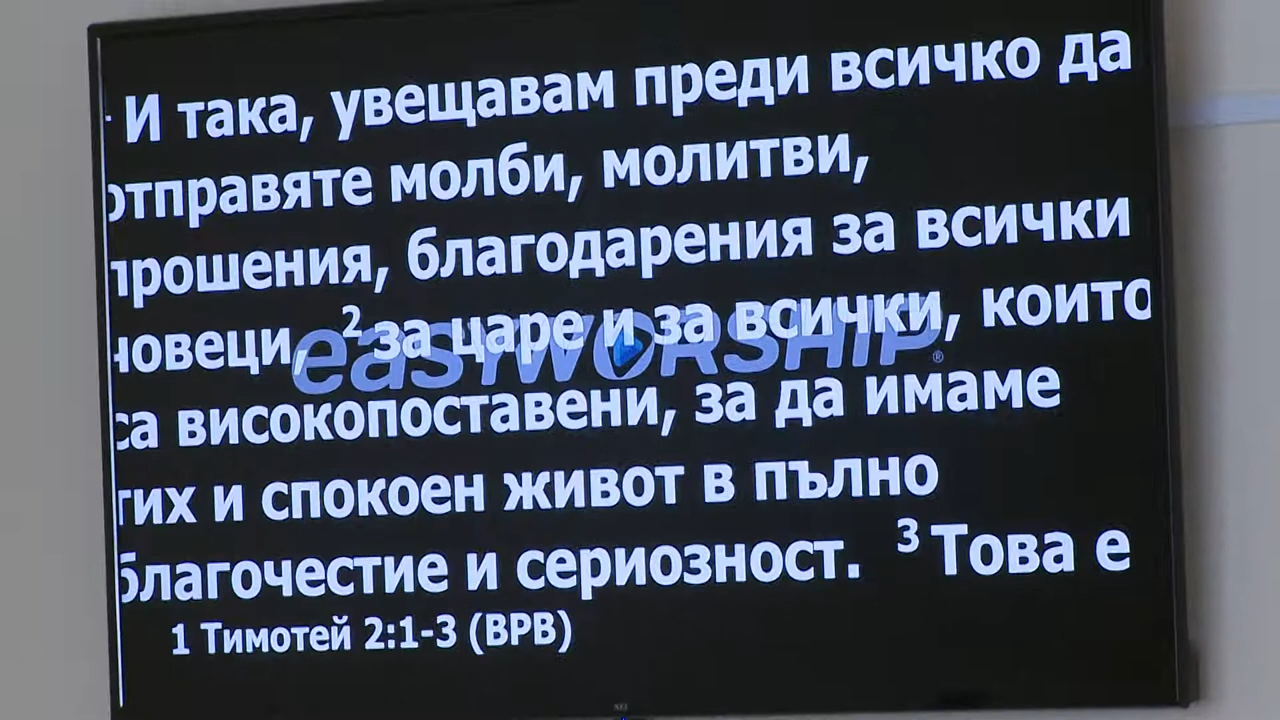 И така, увещавам преди всичко да
отправяте молби, молитви,
прошения, благодарения за всички
човеци, ² за царе и за всички, които
са високопоставени, за да имаме
тих и спокоен живот в пълно
благочестие и сериозност. ³ Това е
easyWORSHIP®
1 Тимотей 2:1-3 (ВРВ)